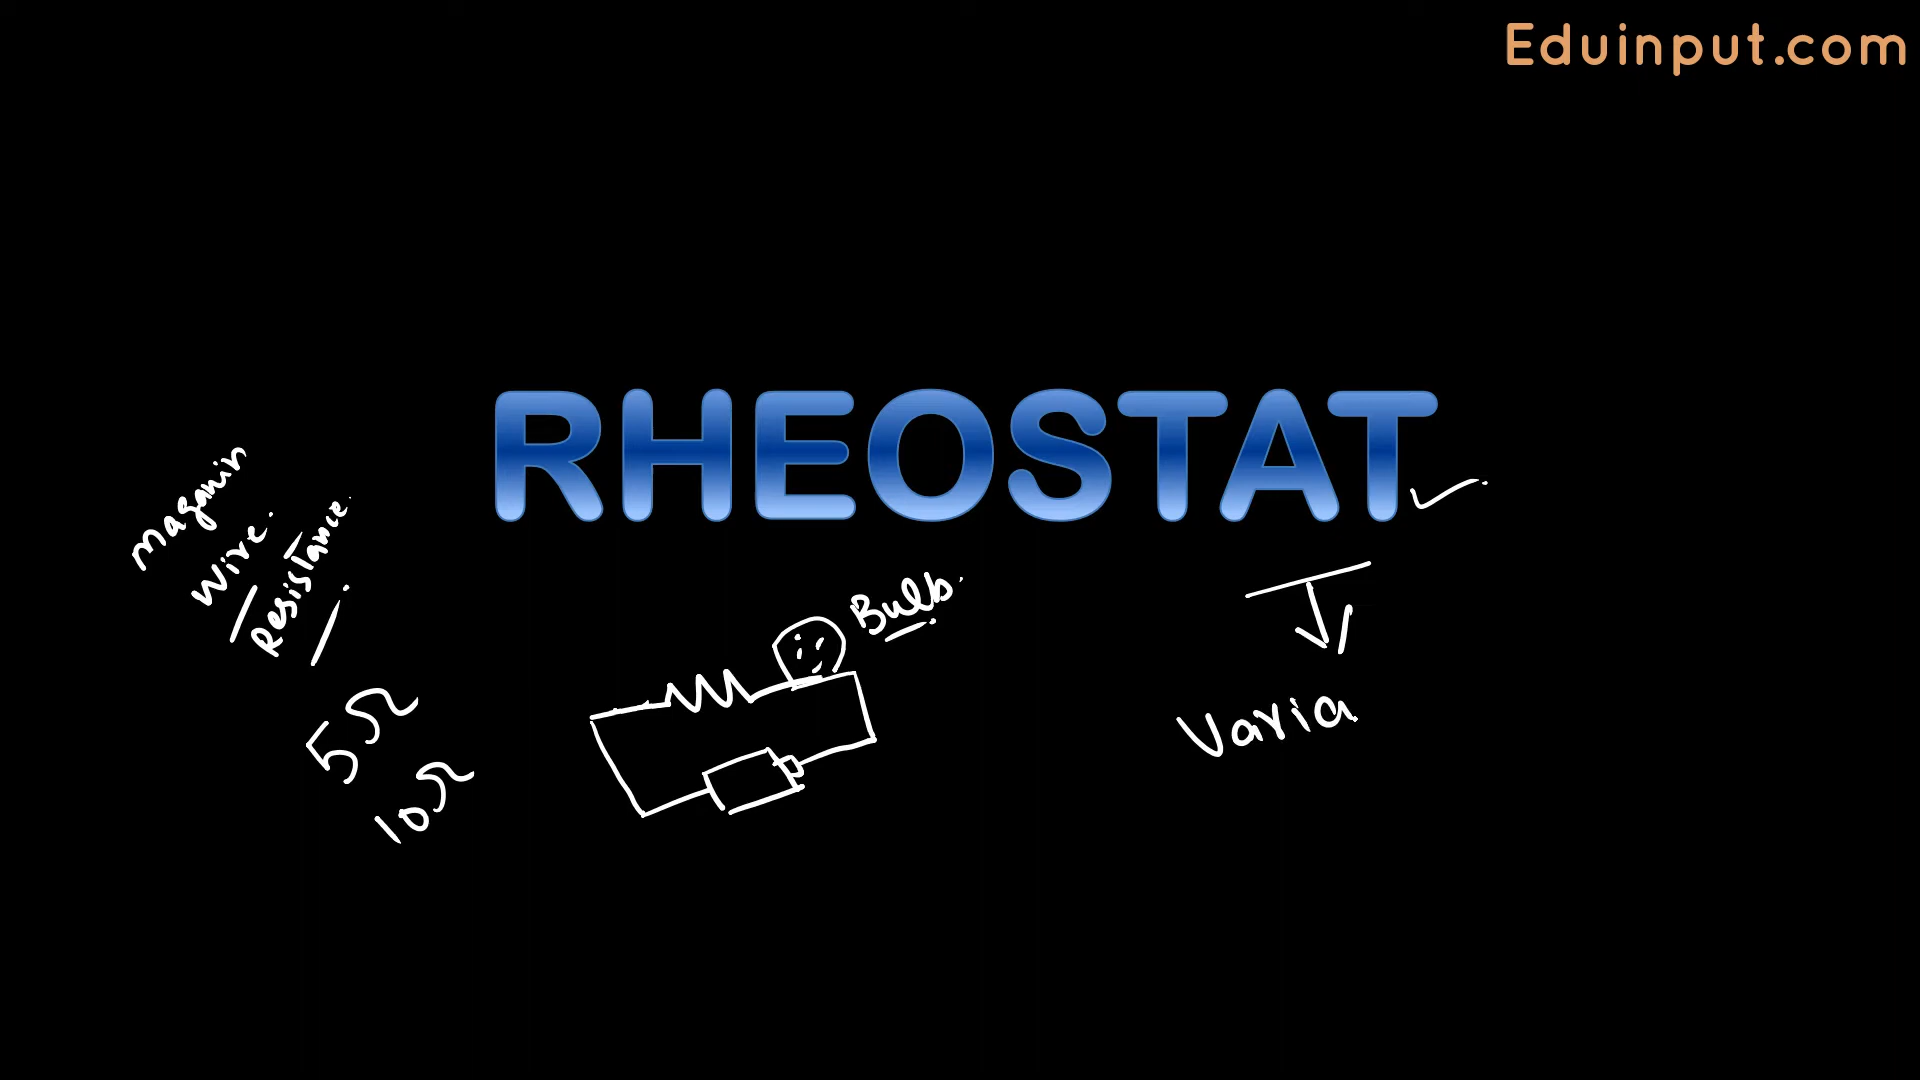 Eduinput.com
RHEOSTAT
Maganin
Wire.
Resistance.
Bulb.
5Ω
10Ω
Varia